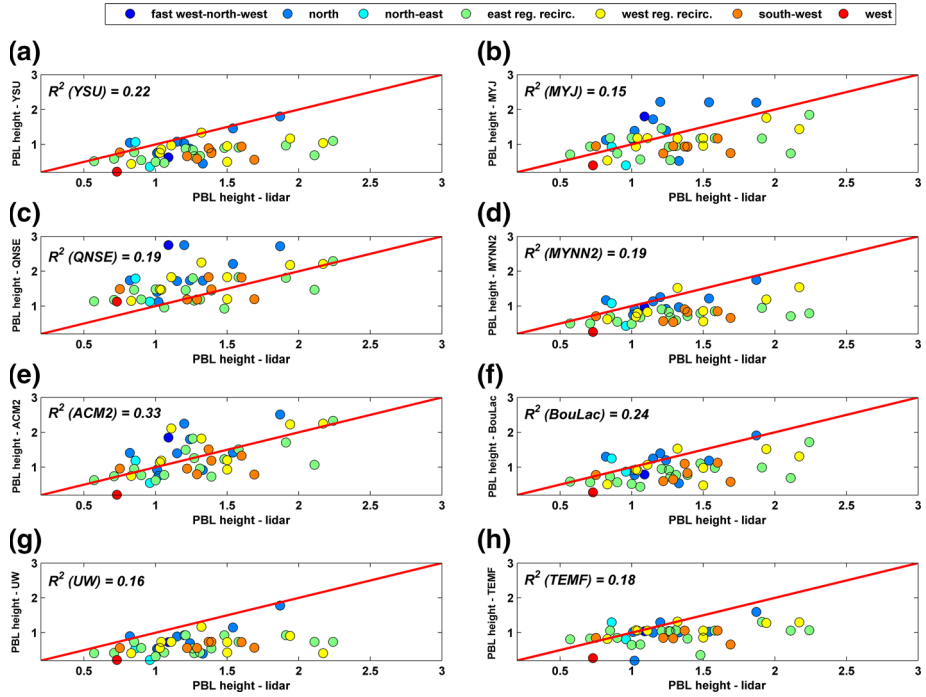 fast west-north-west north north-east east reg. recirc. west reg. recirc. south-west west
(a)
PBL height - YSU
R² (YSU) = 0.22
3
2
1
0.5 1 1.5 2 2.5 3
PBL height - lidar
(b)
PBL height - MYJ
R² (MYJ) = 0.15
3
2
1
0.5 1 1.5 2 2.5 3
PBL height - lidar
(c)
PBL height - QNSE
R² (QNSE) = 0.19
3
2
1
0.5 1 1.5 2 2.5 3
PBL height - lidar
(d)
PBL height - MYNN2
R² (MYNN2) = 0.19
3
2
1
0.5 1 1.5 2 2.5 3
PBL height - lidar
(e)
PBL height - ACM2
R² (ACM2) = 0.33
3
2
1
0.5 1 1.5 2 2.5 3
PBL height - lidar
(f)
PBL height - BouLac
R² (BouLac) = 0.24
3
2
1
0.5 1 1.5 2 2.5 3
PBL height - lidar
(g)
PBL height - UW
R² (UW) = 0.16
3
2
1
0.5 1 1.5 2 2.5 3
PBL height - lidar
(h)
PBL height - TEMF
R² (TEMF) = 0.18
3
2
1
0.5 1 1.5 2 2.5 3
PBL height - lidar